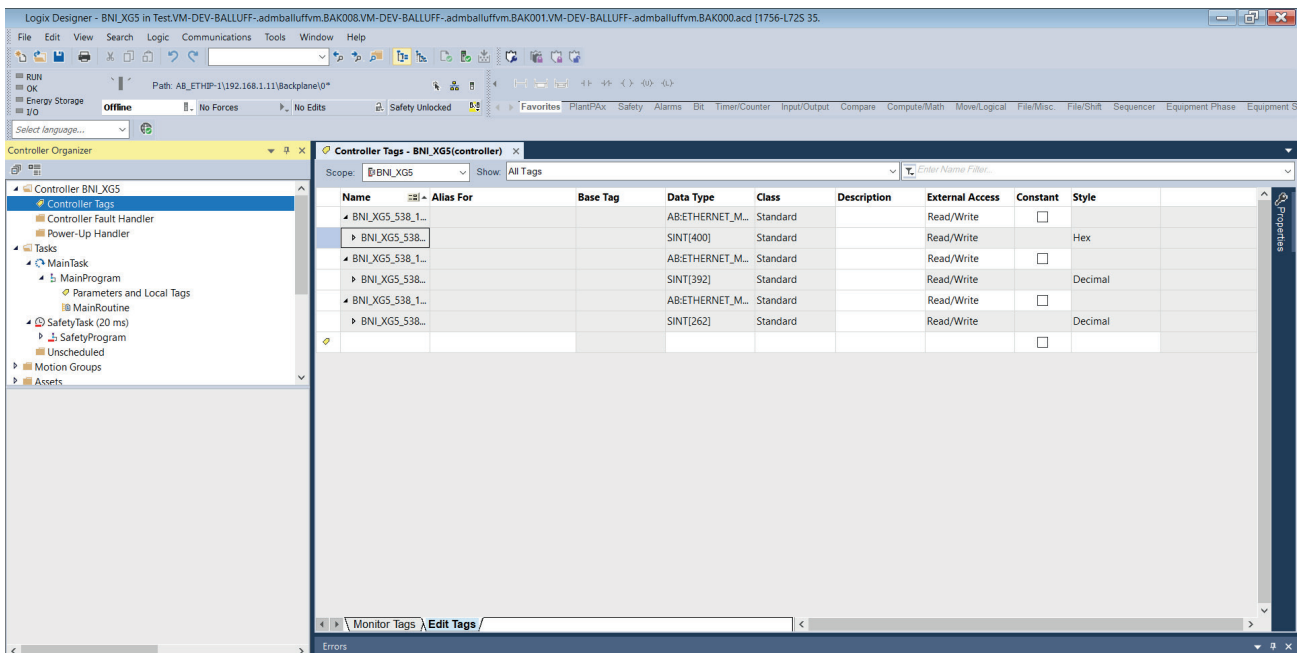 Logix Designer - BNI_XG5 in Test.VM-DEV-BALLUFF-.admballuffvm.BAK008.VM-DEV-BALLUFF-.admballuffvm.BAK001.VM-DEV-BALLUFF-.admballuffvm.BAK000.acd [1756-L72S 35.
File Edit View Search Logic Communications Tools Window Help
RUN
OK
Energy Storage
I/O
Path: AB_ETHIP-1\192.168.1.11\Backplane\0*
Offline No Forces No Edits Safety Unlocked
Favorites PlantPAx Safety Alarms Bit Timer/Counter Input/Output Compare Compute/Math Move/Logical File/Misc. File/Shift Sequencer Equipment Phase Equipment S
Select language...
Controller Organizer
Controller BNI_XG5
Controller Tags
Controller Fault Handler
Power-Up Handler
Tasks
MainTask
MainProgram
Parameters and Local Tags
MainRoutine
SafetyTask (20 ms)
SafetyProgram
Unscheduled
Motion Groups
Assets
Controller Tags - BNI_XG5(controller)
Scope: BNI_XG5 Show: All Tags Enter Name Filter...
Name Alias For Base Tag Data Type Class Description External Access Constant Style
BNI_XG5_538_1... AB:ETHERNET_M... Standard Read/Write
BNI_XG5_538... SINT[400] Standard Read/Write Hex
BNI_XG5_538_1... AB:ETHERNET_M... Standard Read/Write
BNI_XG5_538... SINT[392] Standard Read/Write Decimal
BNI_XG5_538_1... AB:ETHERNET_M... Standard Read/Write
BNI_XG5_538... SINT[262] Standard Read/Write Decimal
Properties
Monitor Tags Edit Tags
Errors